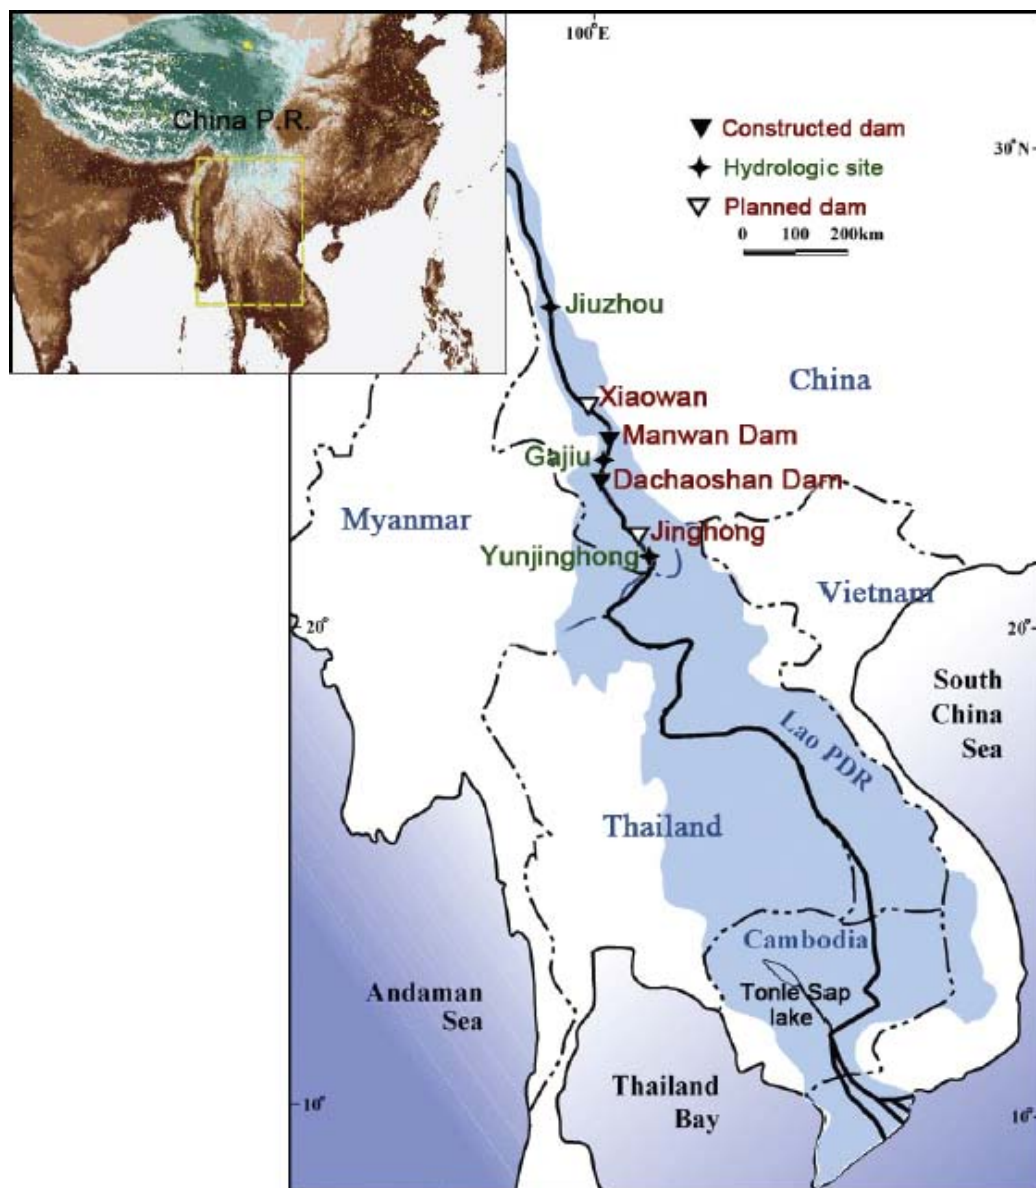 100°E
China P.R.
Constructed dam
30°N
Hydrologic site
Planned dam
0 100 200km
Jiuzhou
China
Xiaowan
Manwan Dam
Gajiu
Dachaoshan Dam
Myanmar
Jinghong
Yunjinghong
Vietnam
20°
20°
South
China
Sea
Lao PDR
Thailand
Cambodia
Tonle Sap
lake
Andaman
Sea
Thailand
Bay
10°
10°